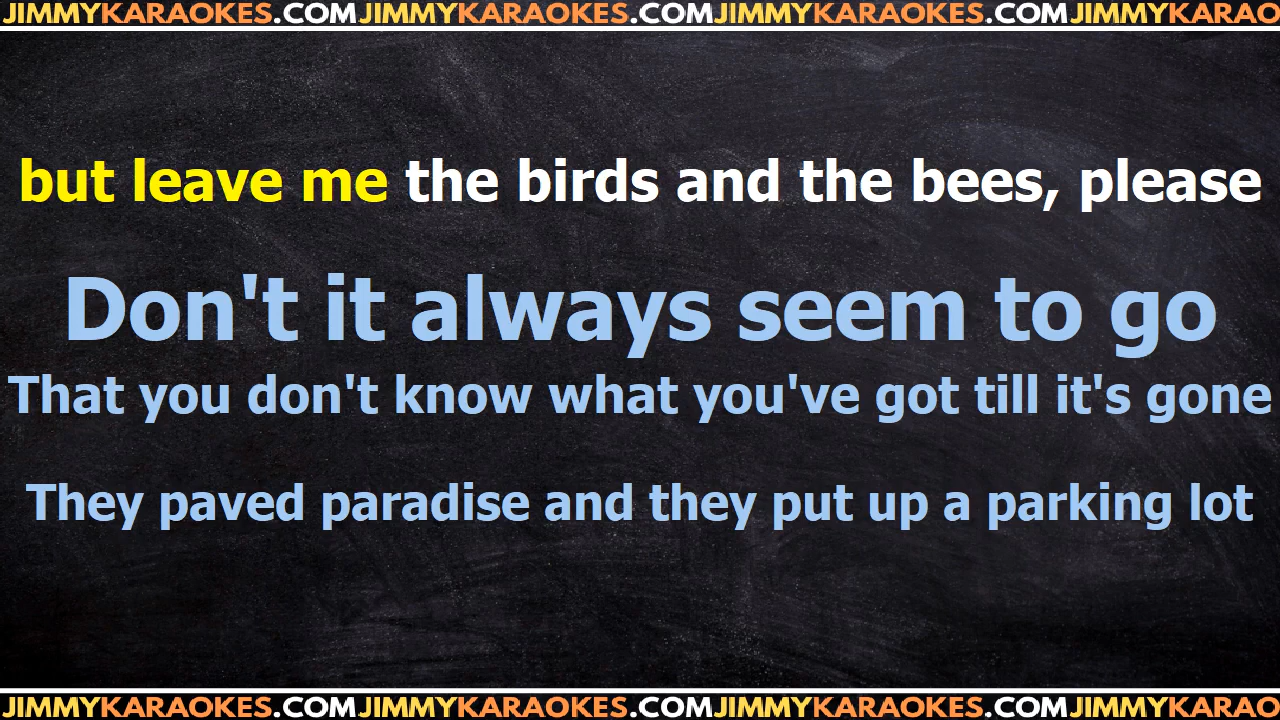 JIMMYKARAOKES.COMJIMMYKARAOKES.COMJIMMYKARAOKES.COMJIMMYKARAO
but leave me the birds and the bees, please
Don't it always seem to go
That you don't know what you've got till it's gone
They paved paradise and they put up a parking lot
JIMMYKARAOKES.COMJIMMYKARAOKES.COMJIMMYKARAOKES.COMJIMMYKARAO